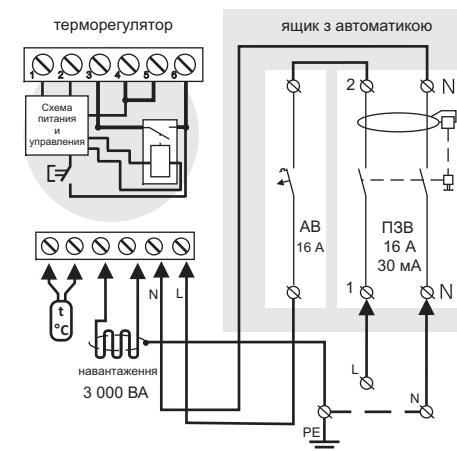 терморегулятор
ящик з автоматикою
1 2 3 4 5 6
Схема
питания
и
управления
2
N
АВ
16 А
ПЗВ
16 А
30 мА
1
N
N
L
t
°C
навантаження
3 000 ВА
L
N
PE